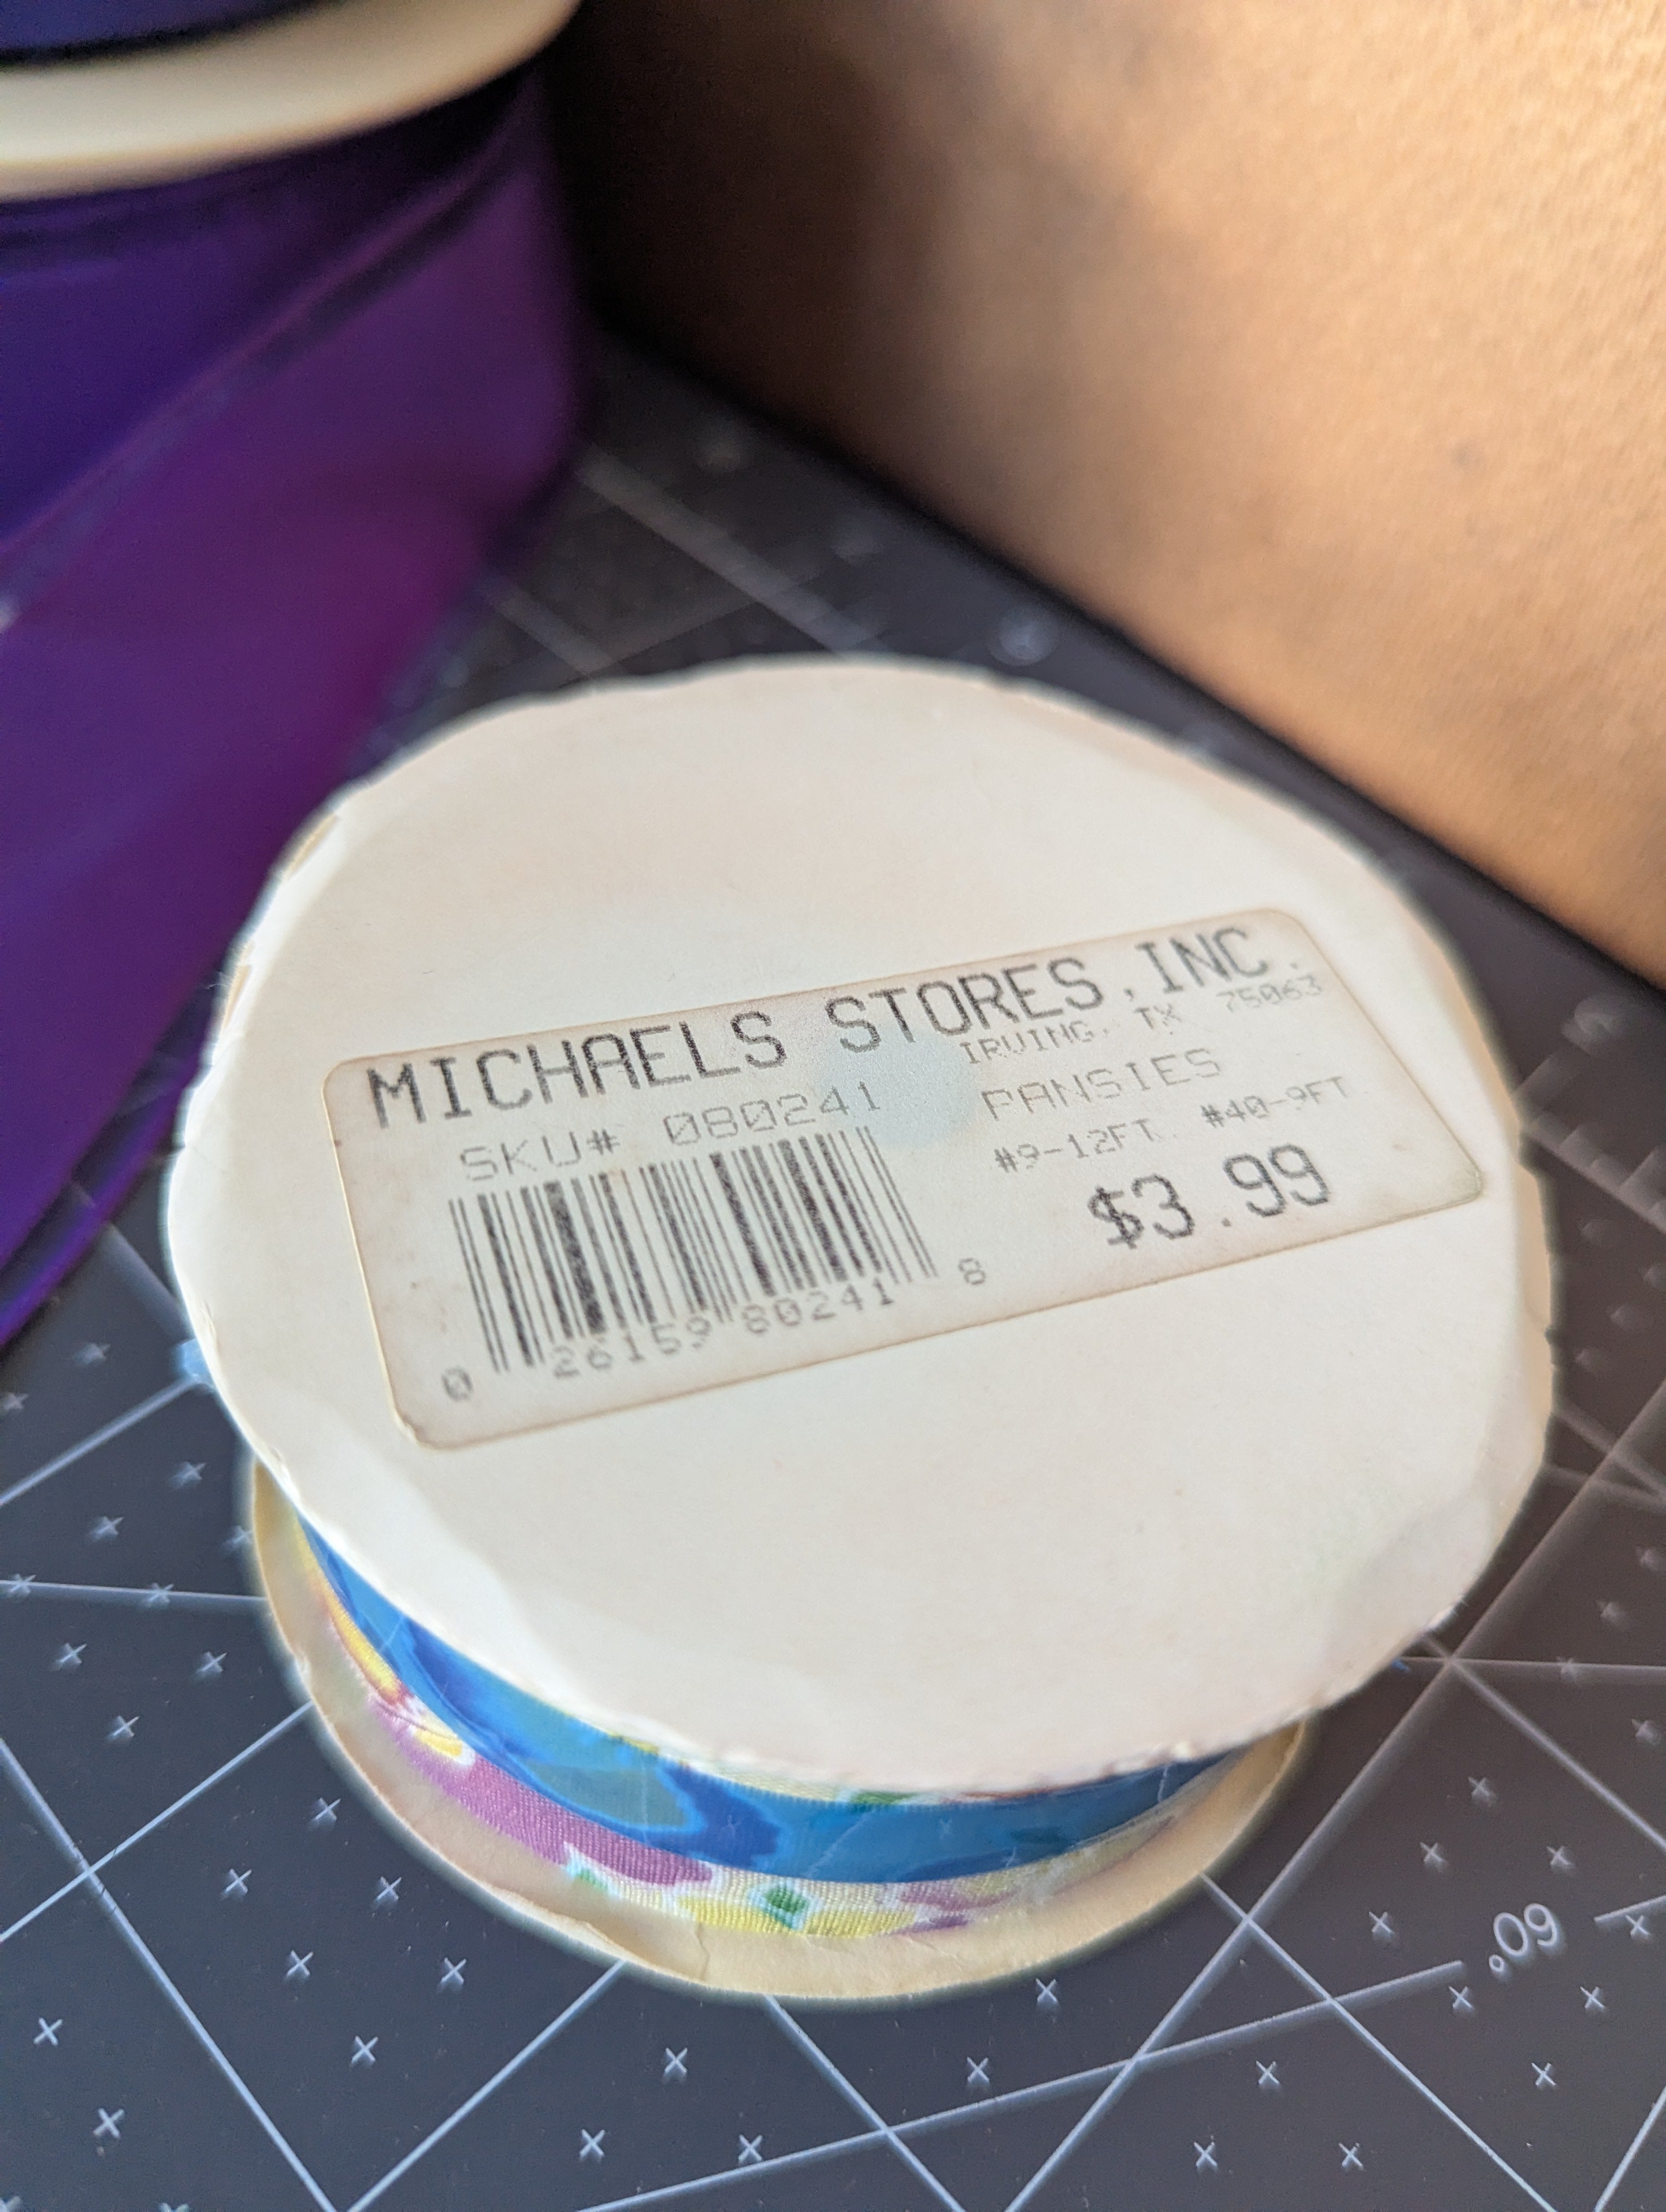 MICHAELS STORES,INC.
IRVING, TX 75063
SKU# 080241
PANSIES
#9-12FT. #40-9FT
$3.99
0 26159 80241 8
60°